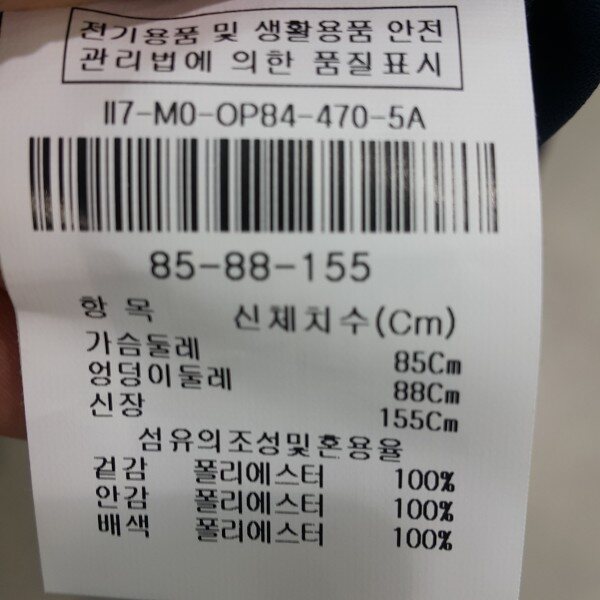 전기용품 및 생활용품 안전
관리법에 의한 품질표시
II7-M0-OP84-470-5A
85-88-155
항 목 신체치수(Cm)
가슴둘레 85Cm
엉덩이둘레 88Cm
신장 155Cm
섬유의조성및혼용율
겉감 폴리에스터 100%
안감 폴리에스터 100%
배색 폴리에스터 100%